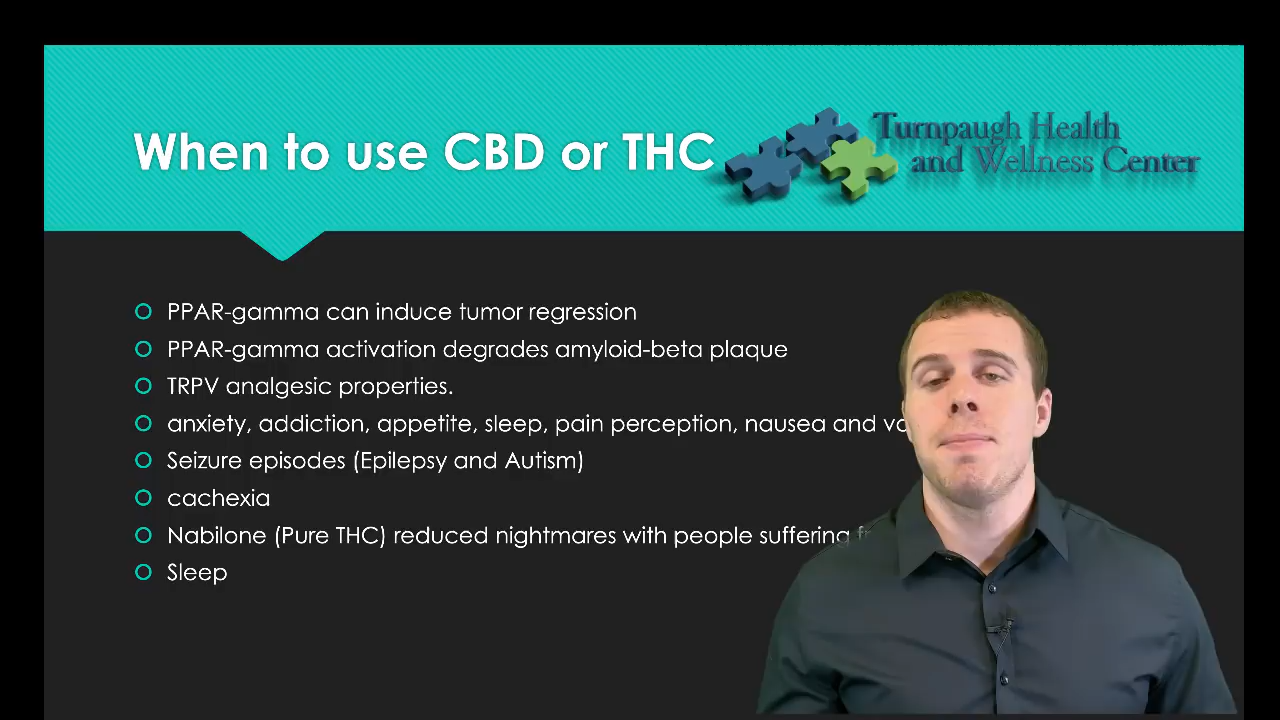 When to use CBD or THC
Turnpaugh Health
and Wellness Center
PPAR-gamma can induce tumor regression
PPAR-gamma activation degrades amyloid-beta plaque
TRPV analgesic properties.
anxiety, addiction, appetite, sleep, pain perception, nausea and
Seizure episodes (Epilepsy and Autism)
cachexia
Nabilone (Pure THC) reduced nightmares with people suffering
Sleep